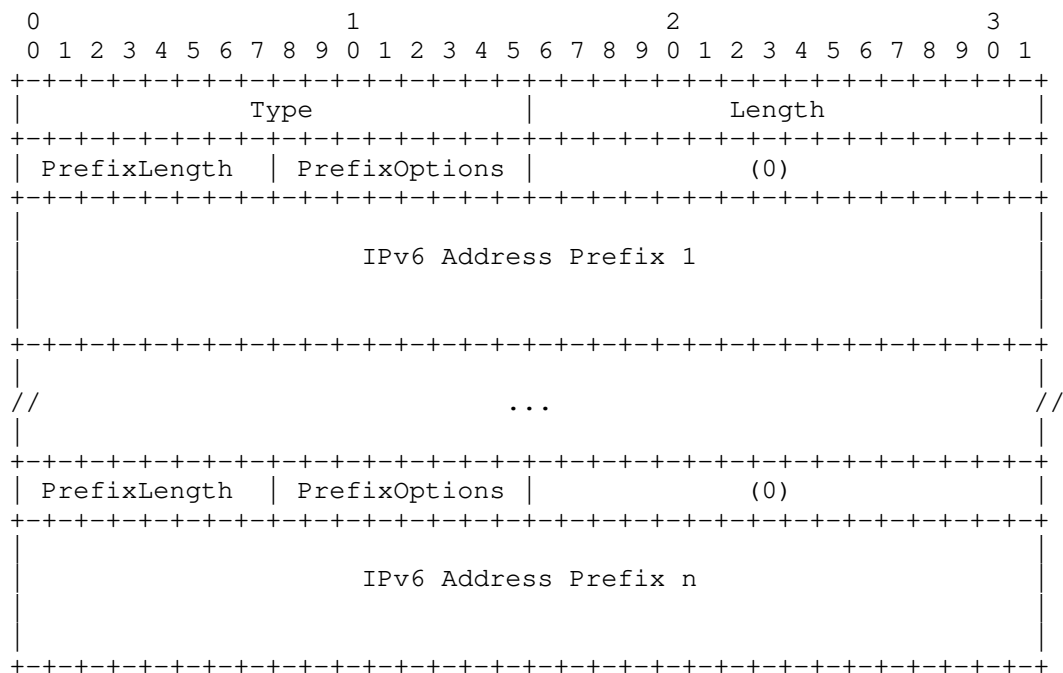 0                   1                   2                   3
 0 1 2 3 4 5 6 7 8 9 0 1 2 3 4 5 6 7 8 9 0 1 2 3 4 5 6 7 8 9 0 1
+-+-+-+-+-+-+-+-+-+-+-+-+-+-+-+-+-+-+-+-+-+-+-+-+-+-+-+-+-+-+-+-+
|              Type             |            Length             |
+-+-+-+-+-+-+-+-+-+-+-+-+-+-+-+-+-+-+-+-+-+-+-+-+-+-+-+-+-+-+-+-+
| PrefixLength  | PrefixOptions |             (0)               |
+-+-+-+-+-+-+-+-+-+-+-+-+-+-+-+-+-+-+-+-+-+-+-+-+-+-+-+-+-+-+-+-+
|                                                               |
|                     IPv6 Address Prefix 1                     |
|                                                               |
|                                                               |
+-+-+-+-+-+-+-+-+-+-+-+-+-+-+-+-+-+-+-+-+-+-+-+-+-+-+-+-+-+-+-+-+
|                                                               |
//                             ...                              //
|                                                               |
+-+-+-+-+-+-+-+-+-+-+-+-+-+-+-+-+-+-+-+-+-+-+-+-+-+-+-+-+-+-+-+-+
| PrefixLength  | PrefixOptions |             (0)               |
+-+-+-+-+-+-+-+-+-+-+-+-+-+-+-+-+-+-+-+-+-+-+-+-+-+-+-+-+-+-+-+-+
|                                                               |
|                     IPv6 Address Prefix n                     |
|                                                               |
|                                                               |
+-+-+-+-+-+-+-+-+-+-+-+-+-+-+-+-+-+-+-+-+-+-+-+-+-+-+-+-+-+-+-+-+